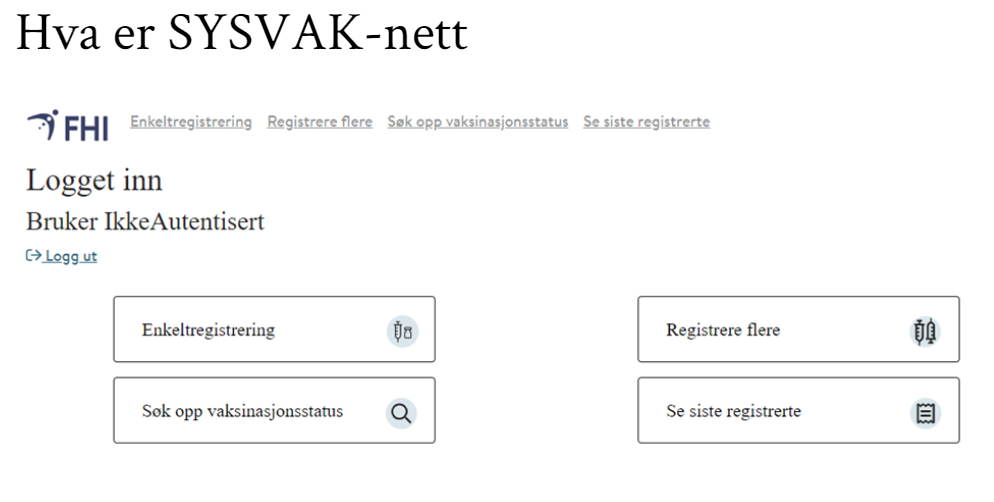 Hva er SYSVAK-nett
FHI Enkeltregistrering Registrere flere Søk opp vaksinasjonsstatus Se siste registrerte
Logget inn
Bruker IkkeAutentisert
Logg ut
Enkeltregistrering
Registrere flere
Søk opp vaksinasjonsstatus
Se siste registrerte